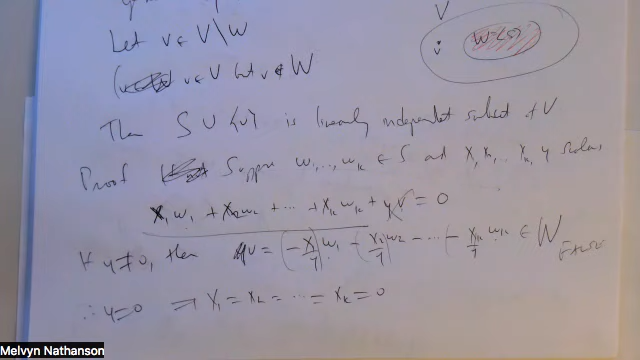 V
Let v ∈ V\W
W=⟨S⟩
v
v ∈ V but v ∉ W
Then S ∪ {v} is linearly independent subset of V
Proof Suppose w₁,..., wₖ ∈ S and x₁, x₂,... xₖ, y scalars
x₁w₁ + x₂w₂ + ··· + xₖwₖ + yv = 0
If y≠0, then v = (-x₁/y)w₁ - (x₂/y)w₂ - ··· - (xₖ/y)wₖ ∈ W
FALSE
∴ y=0 ⇒ x₁ = x₂ = ··· = xₖ = 0
Melvyn Nathanson